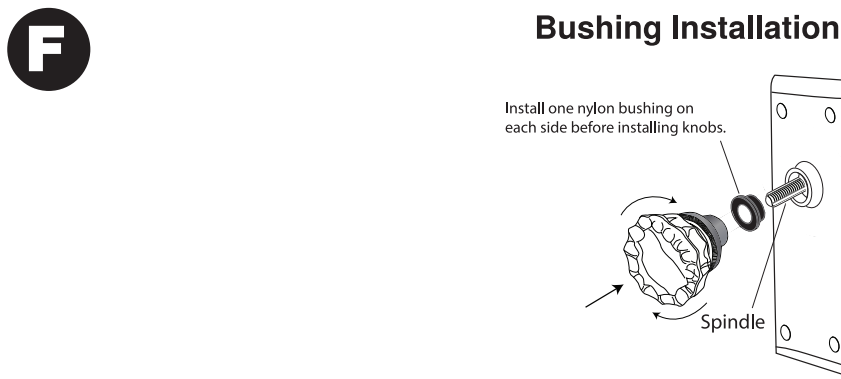 F
Bushing Installation
Install one nylon bushing on
each side before installing knobs.
Spindle